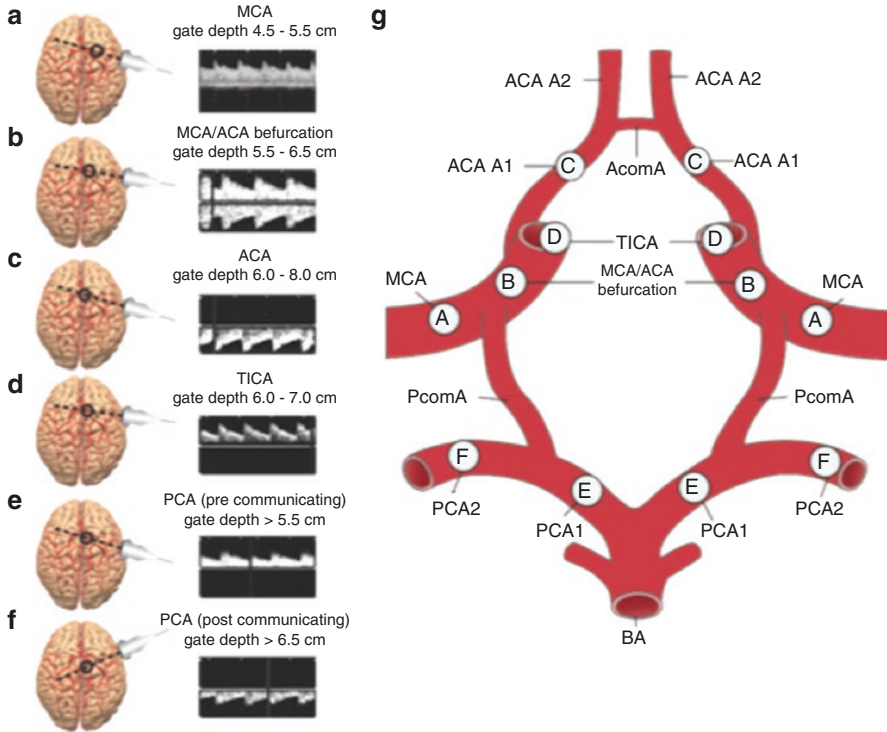 a
MCA
gate depth 4.5 - 5.5 cm
b
MCA/ACA befurcation
gate depth 5.5 - 6.5 cm
c
ACA
gate depth 6.0 - 8.0 cm
d
TICA
gate depth 6.0 - 7.0 cm
e
PCA (pre communicating)
gate depth > 5.5 cm
f
PCA (post communicating)
gate depth > 6.5 cm
g
ACA A2
ACA A2
ACA A1
C
AcomA
C
ACA A1
D
TICA
D
MCA
B
MCA/ACA
befurcation
B
MCA
A
A
PcomA
PcomA
F
F
PCA2
E
E
PCA2
PCA1
PCA1
BA